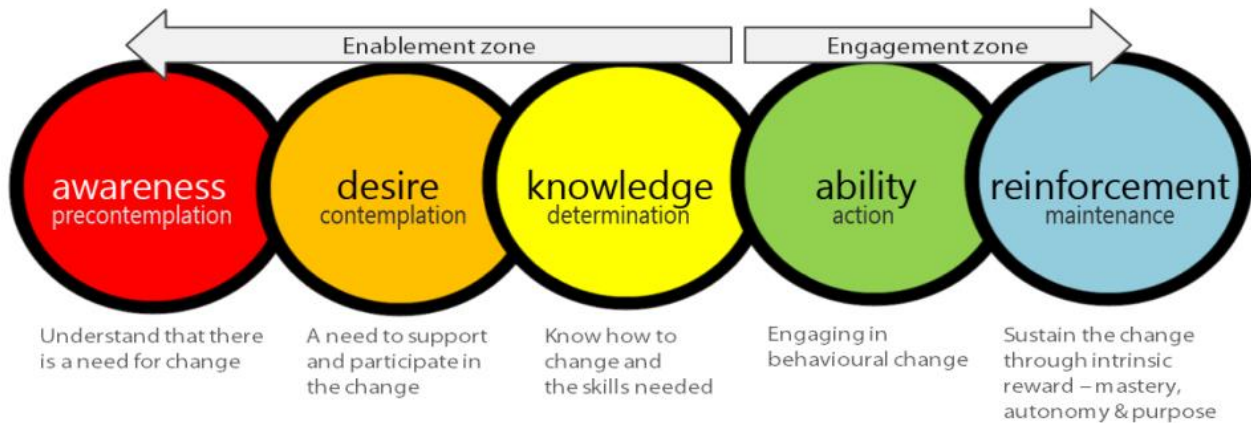 Enablement zone
Engagement zone
awareness
precontemplation
desire
contemplation
knowledge
determination
ability
action
reinforcement
maintenance
Understand that there
is a need for change
A need to support
and participate in
the change
Know how to
change and
the skills needed
Engaging in
behavioural change
Sustain the change
through intrinsic
reward – mastery,
autonomy & purpose